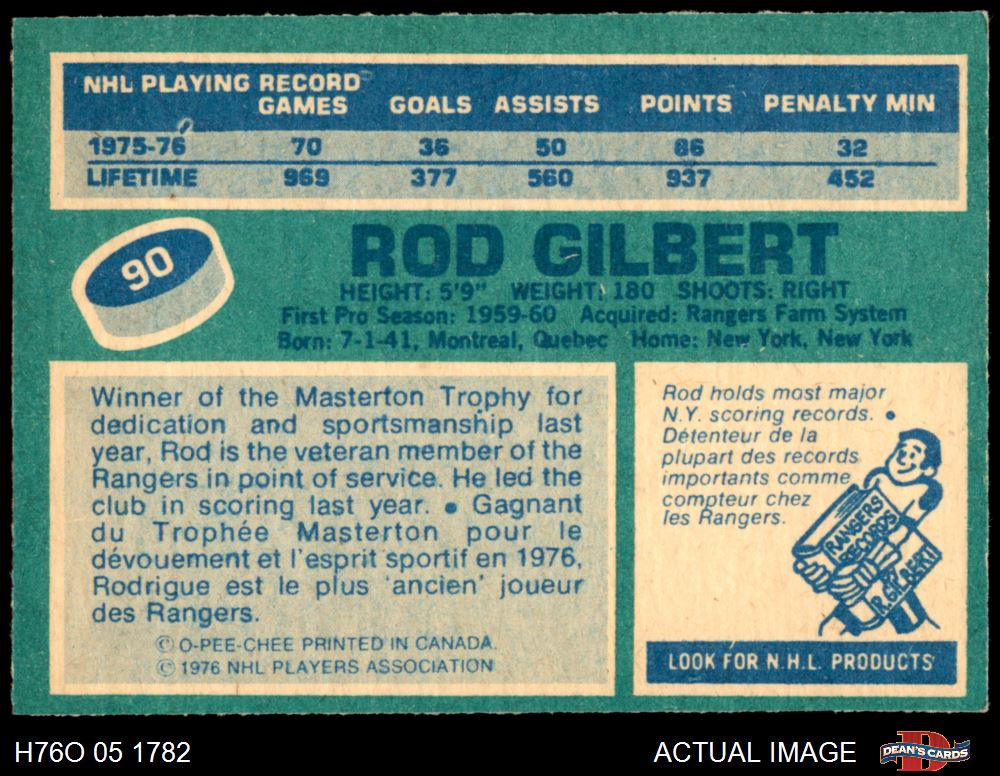 NHL PLAYING RECORD
GAMES GOALS ASSISTS POINTS PENALTY MIN
1975-76 70 36 50 86 32
LIFETIME 969 377 560 937 452
90
ROD GILBERT
HEIGHT: 5'9" WEIGHT: 180 SHOOTS: RIGHT
First Pro Season: 1959-60 Acquired: Rangers Farm System
Born: 7-1-41, Montreal, Quebec Home: New York, New York
Winner of the Masterton Trophy for
dedication and sportsmanship last
year, Rod is the veteran member of the
Rangers in point of service. He led the
club in scoring last year. • Gagnant
du Trophée Masterton pour le
dévouement et l'esprit sportif en 1976,
Rodrigue est le plus 'ancien' joueur
des Rangers.
© O-PEE-CHEE PRINTED IN CANADA.
© 1976 NHL PLAYERS ASSOCIATION
Rod holds most major
N.Y. scoring records. •
Détenteur de la
plupart des records
importants comme
compteur chez
les Rangers.
RANGERS
RECORDS
R. GILBERT
LOOK FOR N.H.L. PRODUCTS
H76O 05 1782
ACTUAL IMAGE
D
DEAN'S CARDS